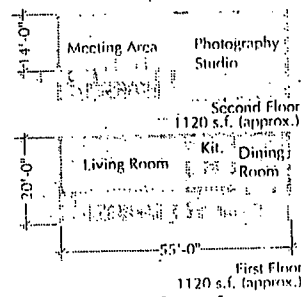 14'-0"
Meeting Area
Photography
Studio
Second Floor
1120 s.f. (approx.)
20'-0"
Living Room
Kit.
Dining
Room
55'-0"
First Floor
1120 s.f. (approx.)